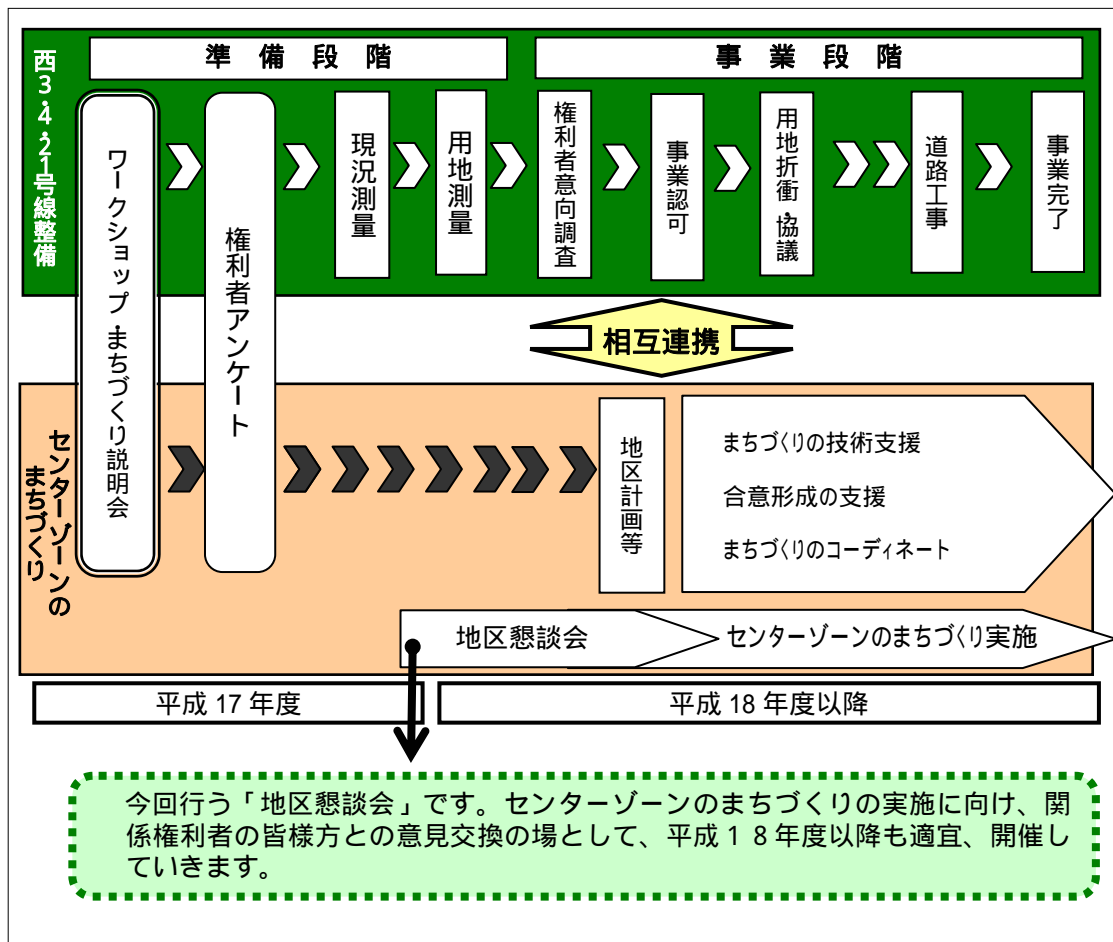 西3・4・21号線整備
準備段階
事業段階
ワークショップ・まちづくり説明会
権利者アンケート
現況測量
用地測量
権利者意向調査
事業認可
用地折衝・協議
道路工事
事業完了
相互連携
センターゾーンの
まちづくり
地区計画等
まちづくりの技術支援
合意形成の支援
まちづくりのコーディネート
地区懇談会
センターゾーンのまちづくり実施
平成 17 年度
平成 18 年度以降
今回行う「地区懇談会」です。センターゾーンのまちづくりの実施に向け、関
係権利者の皆様方との意見交換の場として、平成１８年度以降も適宜、開催し
ていきます。